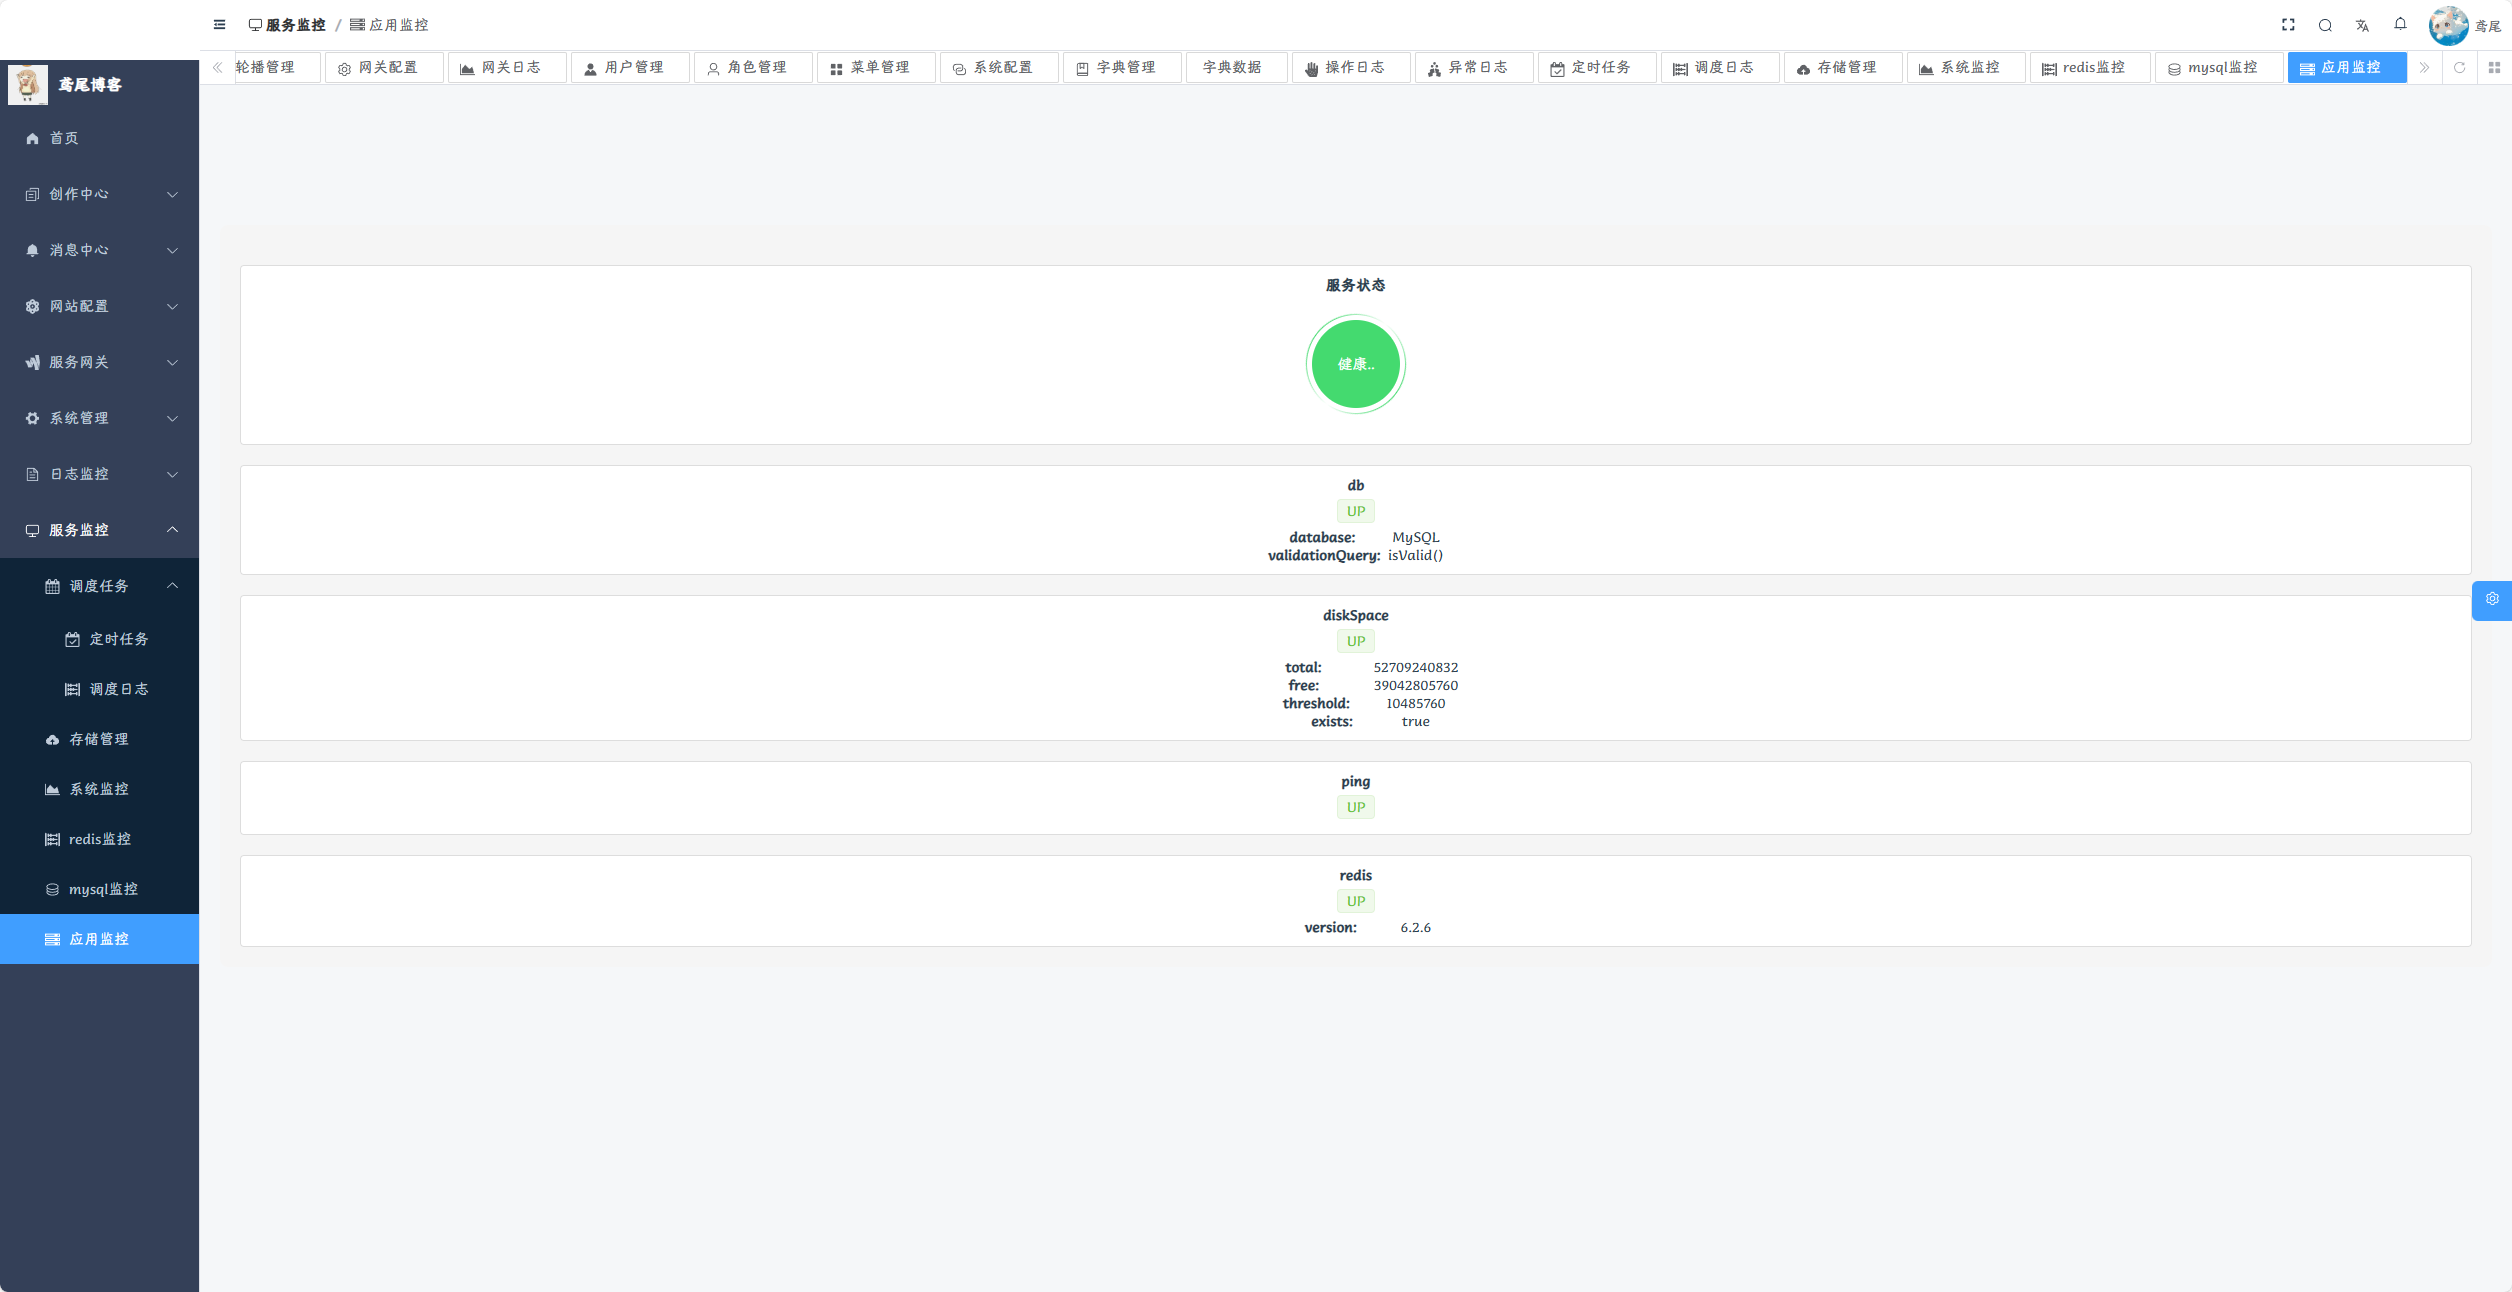 服务监控 / 应用监控
鸢尾
轮播管理 网关配置 网关日志 用户管理 角色管理 菜单管理 系统配置 字典管理 字典数据 操作日志 异常日志 定时任务 调度日志 存储管理 系统监控 redis监控 mysql监控 应用监控
鸢尾博客
首页
创作中心
消息中心
网站配置
服务网关
系统管理
日志监控
服务监控
调度任务
定时任务
调度日志
存储管理
系统监控
redis监控
mysql监控
应用监控
服务状态
健康..
db
UP
database: MySQL
validationQuery: isValid()
diskSpace
UP
total: 52709240832
free: 39042805760
threshold: 10485760
exists: true
ping
UP
redis
UP
version: 6.2.6